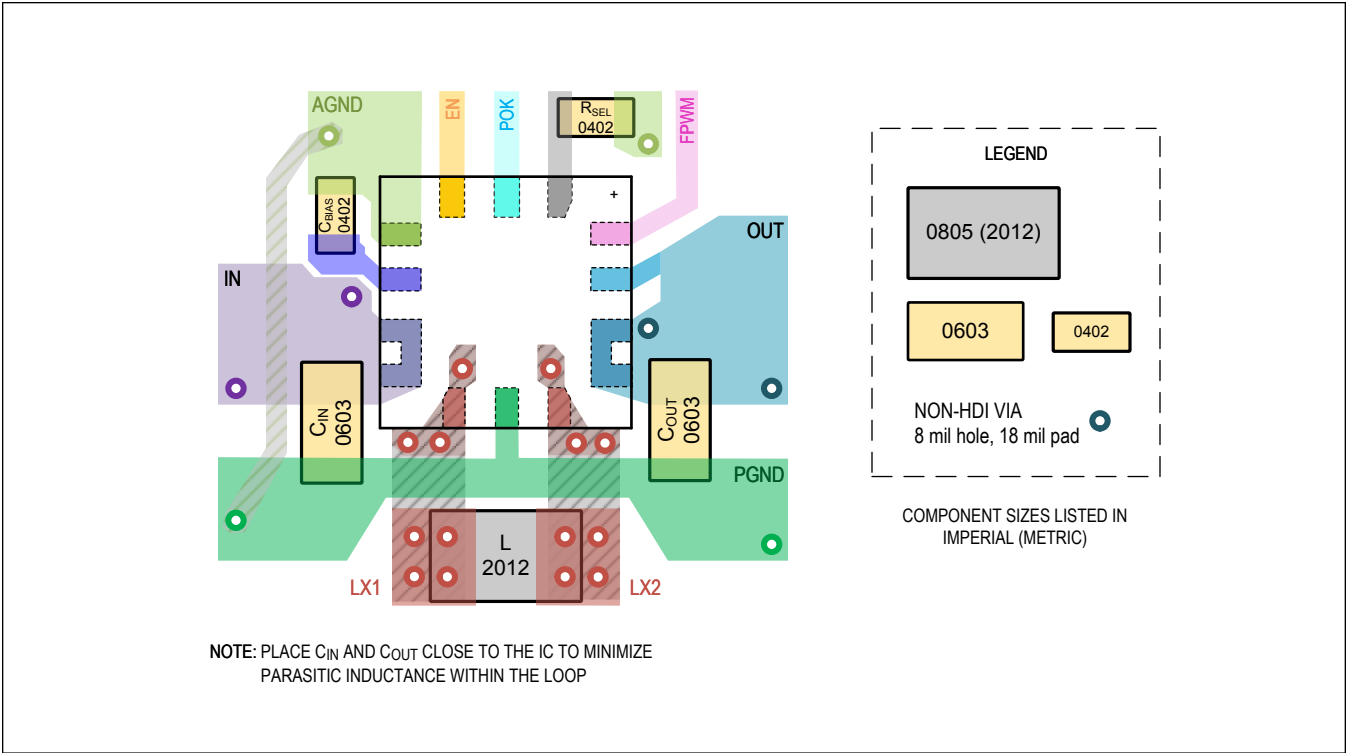 AGND
EN
POK
RSEL
0402
FPWM
CBIAS
0402
+
OUT
IN
CIN
0603
COUT
0603
PGND
L
2012
LX1
LX2
NOTE: PLACE CIN AND COUT CLOSE TO THE IC TO MINIMIZE
PARASITIC INDUCTANCE WITHIN THE LOOP
LEGEND
0805 (2012)
0603
0402
NON-HDI VIA
8 mil hole, 18 mil pad
COMPONENT SIZES LISTED IN
IMPERIAL (METRIC)